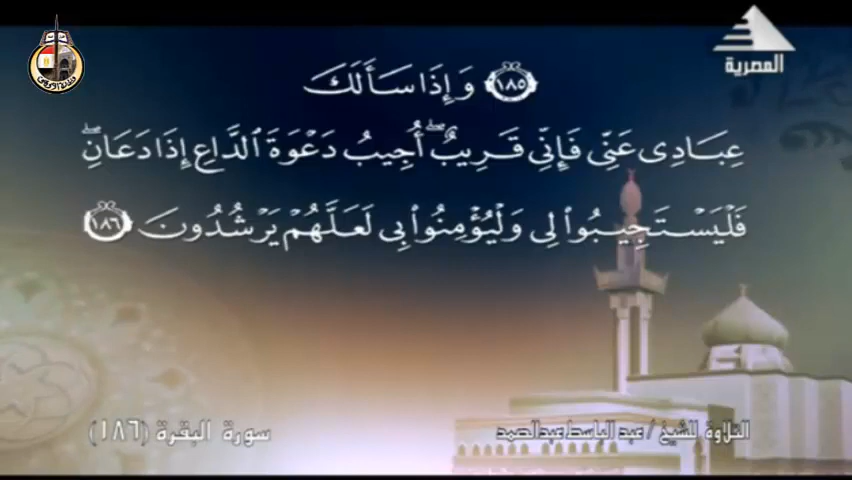 المصرية
﴿١٨٥﴾ وَإِذَا سَأَلَكَ
عِبَادِى عَنِّى فَإِنِّى قَرِيبٌ ۖ أُجِيبُ دَعْوَةَ ٱلدَّاعِ إِذَا دَعَانِ ۖ
فَلْيَسْتَجِيبُوا۟ لِى وَلْيُؤْمِنُوا۟ بِى لَعَلَّهُمْ يَرْشُدُونَ ﴿١٨٦﴾
التلاوة للشيخ / عبد الباسط عبد الصمد
سورة البقرة (١٨٦)